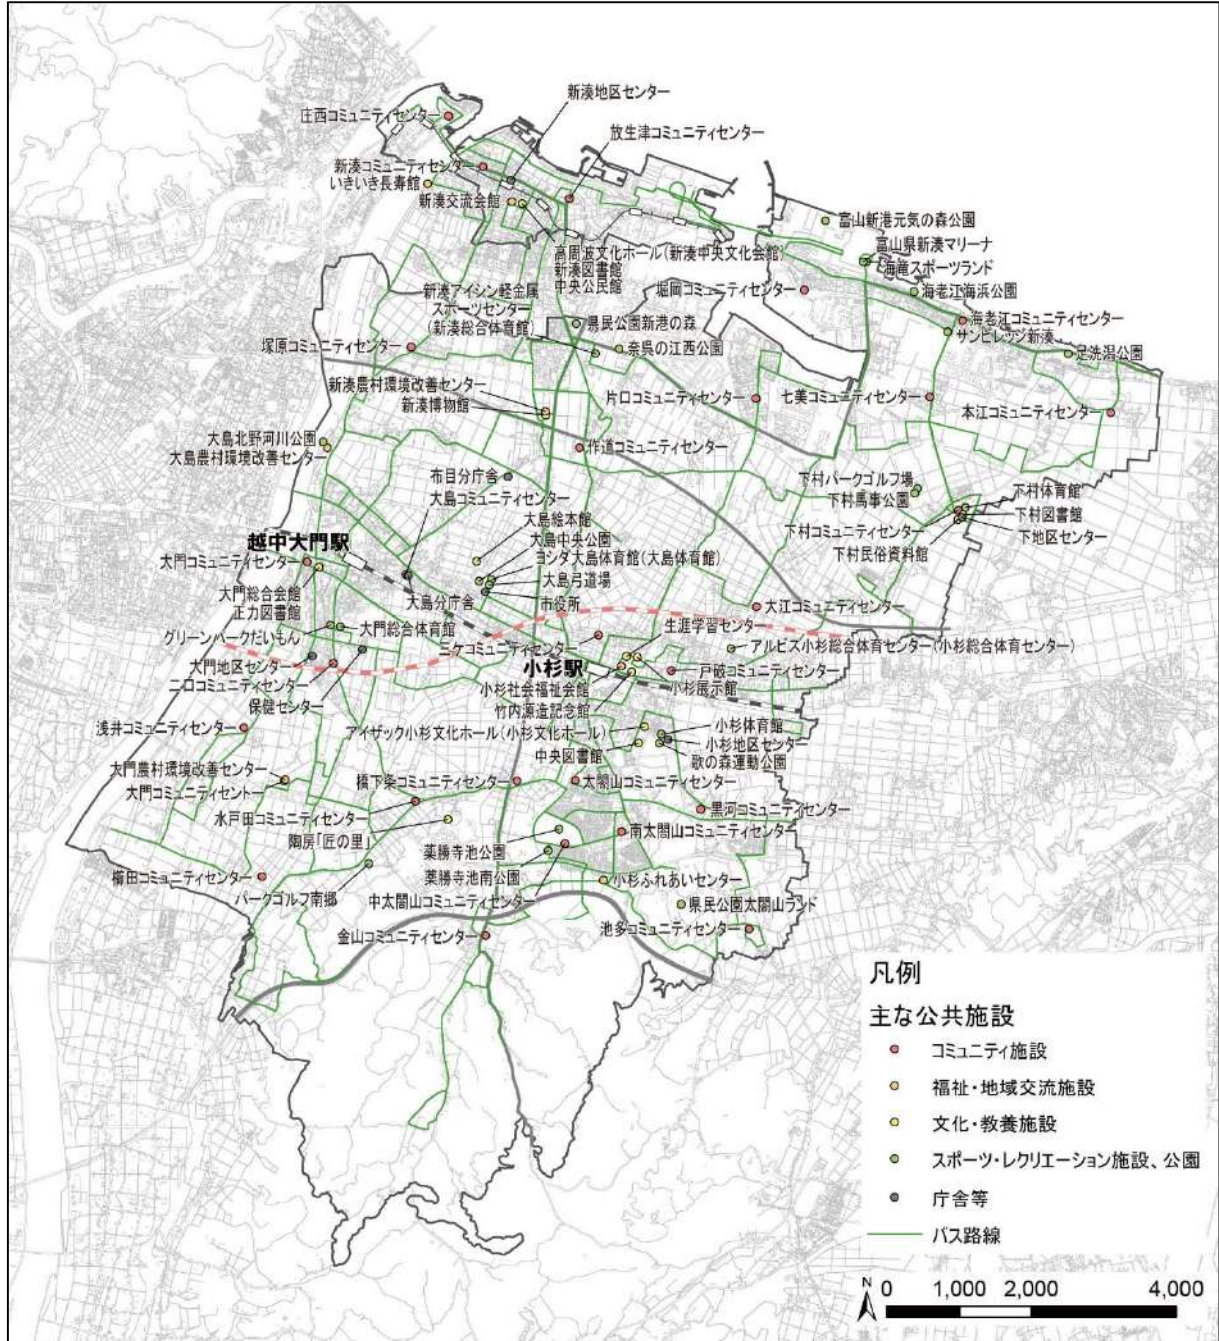 新湊地区センター
庄西コミュニティセンター
放生津コミュニティセンター
新湊コミュニティセンター
いきいき長寿館
新湊交流会館
富山新港元気の森公園
富山県新湊マリーナ
高周波文化ホール(新湊中央文化会館)
新湊図書館
中央公民館
海竜スポーツランド
新湊アイシン軽金属
スポーツセンター
(新湊総合体育館)
堀岡コミュニティセンター
海老江海浜公園
県民公園新港の森
海老江コミュニティセンター
サンビレッジ新湊
塚原コミュニティセンター
奈呉の江西公園
足洗潟公園
新湊農村環境改善センター
新湊博物館
片口コミュニティセンター
七美コミュニティセンター
本江コミュニティセンター
大島北野河川公園
大島農村環境改善センター
作道コミュニティセンター
布目分庁舎
大島コミュニティセンター
下村パークゴルフ場
下村馬事公園
下村体育館
下村図書館
下地区センター
下村コミュニティセンター
下村民俗資料館
大島絵本館
大島中央公園
ヨシダ大島体育館(大島体育館)
大島弓道場
市役所
大島分庁舎
越中大門駅
大門コミュニティセンター
大門総合会館
正力図書館
グリーンパークだいもん
大門総合体育館
大門地区センター
二口コミュニティセンター
保健センター
大江コミュニティセンター
生涯学習センター
三ケコミュニティセンター
アルビス小杉総合体育センター(小杉総合体育センター)
小杉駅
戸破コミュニティセンター
小杉社会福祉会館
小杉展示館
竹内源造記念館
浅井コミュニティセンター
アイザック小杉文化ホール(小杉文化ホール)
小杉体育館
小杉地区センター
中央図書館
歌の森運動公園
大門農村環境改善センター
大門コミュニティセントー
橋下条コミュニティセンター
太閤山コミュニティセンター
水戸田コミュニティセンター
黒河コミュニティセンター
陶房「匠の里」
南太閤山コミュニティセンター
薬勝寺池公園
薬勝寺池南公園
櫛田コミュニティセンター
パークゴルフ南郷
中太閤山コミュニティセンター
小杉ふれあいセンター
県民公園太閤山ランド
金山コミュニティセンター
池多コミュニティセンター
凡例
主な公共施設
コミュニティ施設
福祉・地域交流施設
文化・教養施設
スポーツ・レクリエーション施設、公園
庁舎等
バス路線
N
0 1,000 2,000 4,000